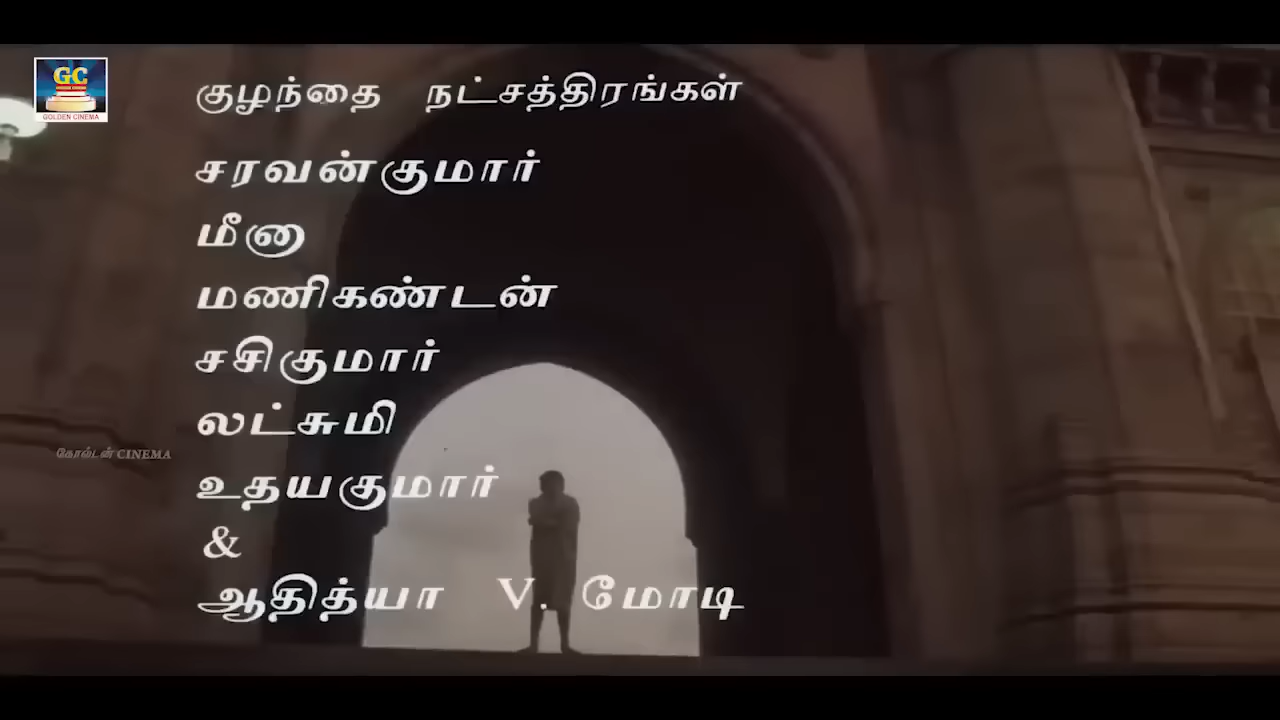 GC
GOLDEN CINEMA
குழந்தை நட்சத்திரங்கள்
சரவன்குமார்
மீனு
மணிகண்டன்
சசிகுமார்
லட்சுமி
கோல்டன் CINEMA
உதயகுமார்
&
ஆதித்யா V. மோடி